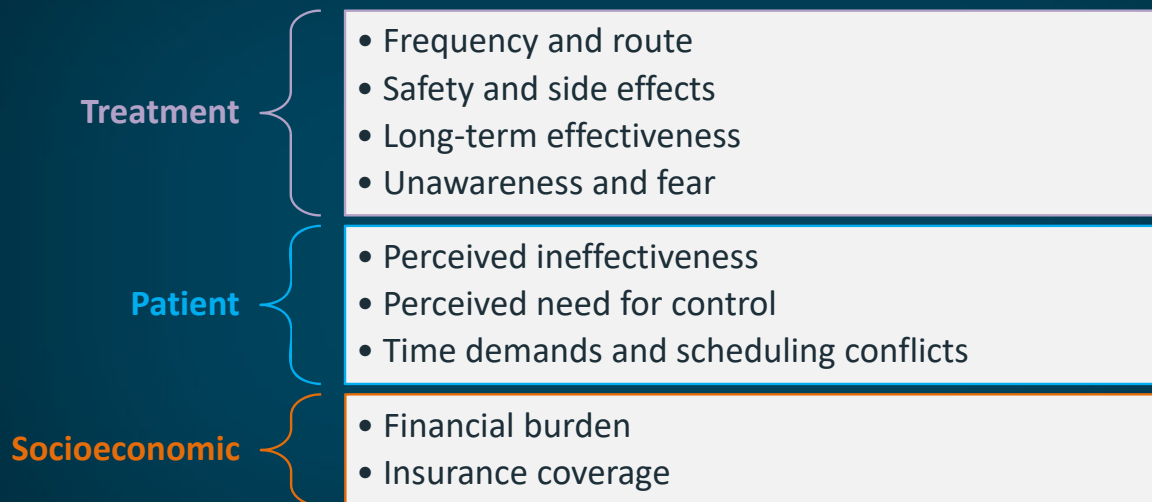 Treatment
• Frequency and route
• Safety and side effects
• Long-term effectiveness
• Unawareness and fear
Patient
• Perceived ineffectiveness
• Perceived need for control
• Time demands and scheduling conflicts
Socioeconomic
• Financial burden
• Insurance coverage